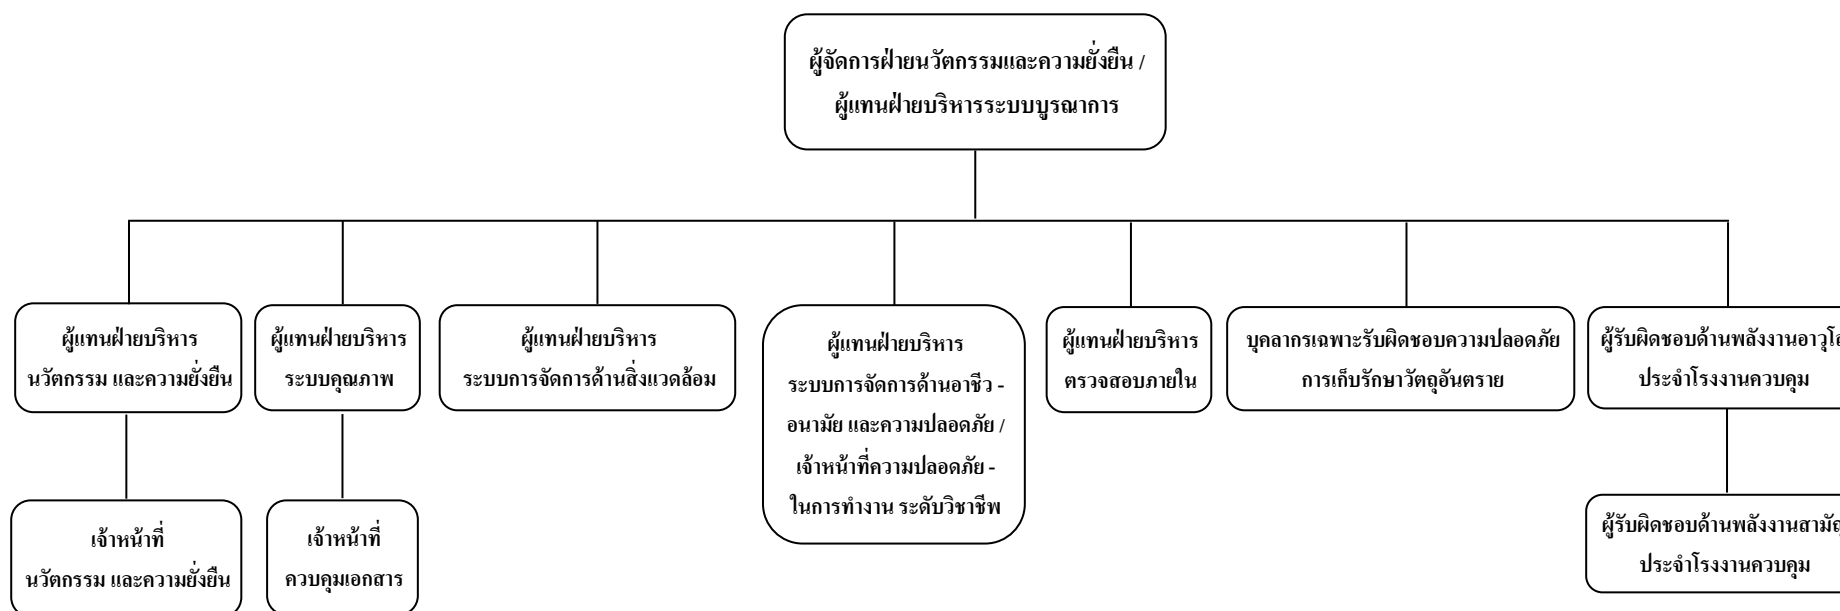 ผู้จัดการฝ่ายนวัตกรรมและความยั่งยืน /
ผู้แทนฝ่ายบริหารระบบบูรณาการ
ผู้แทนฝ่ายบริหาร
นวัตกรรม และความยั่งยืน
ผู้แทนฝ่ายบริหาร
ระบบคุณภาพ
ผู้แทนฝ่ายบริหาร
ระบบการจัดการด้านสิ่งแวดล้อม
ผู้แทนฝ่ายบริหาร
ระบบการจัดการด้านอาชีว -
อนามัย และความปลอดภัย /
เจ้าหน้าที่ความปลอดภัย -
ในการทำงาน ระดับวิชาชีพ
ผู้แทนฝ่ายบริหาร
ตรวจสอบภายใน
บุคลากรเฉพาะรับผิดชอบความปลอดภัย
การเก็บรักษาวัตถุอันตราย
ผู้รับผิดชอบด้านพลังงาน
ประจำโรงงานควบคุม
เจ้าหน้าที่
นวัตกรรม และความยั่งยืน
เจ้าหน้าที่
ควบคุมเอกสาร
ผู้รับผิดชอบด้านพลังงาน
ประจำโรงงานควบคุม